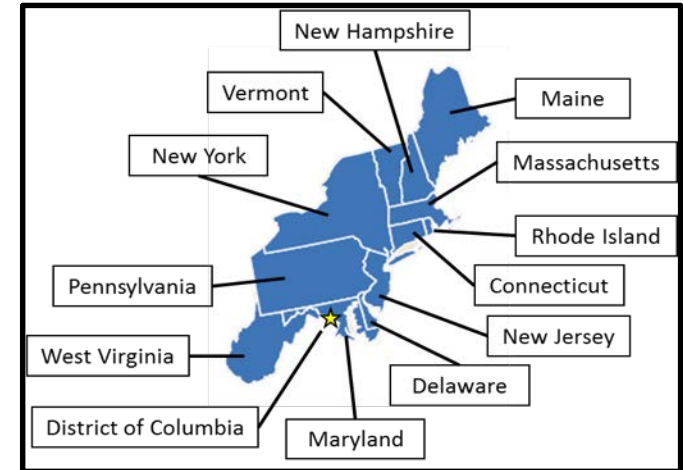 New Hampshire
Vermont
Maine
New York
Massachusetts
Rhode Island
Pennsylvania
Connecticut
New Jersey
West Virginia
Delaware
District of Columbia
Maryland